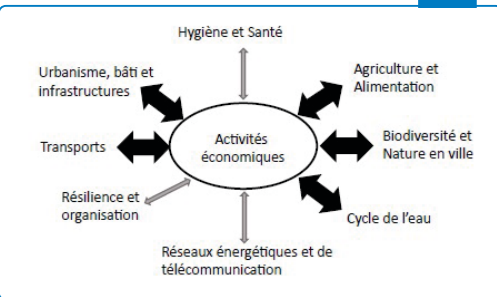 Hygiène et Santé
Urbanisme, bâti et
infrastructures
Agriculture et
Alimentation
Transports
Activités
économiques
Biodiversité et
Nature en ville
Résilience et
organisation
Cycle de l'eau
Réseaux énergétiques et de
télécommunication